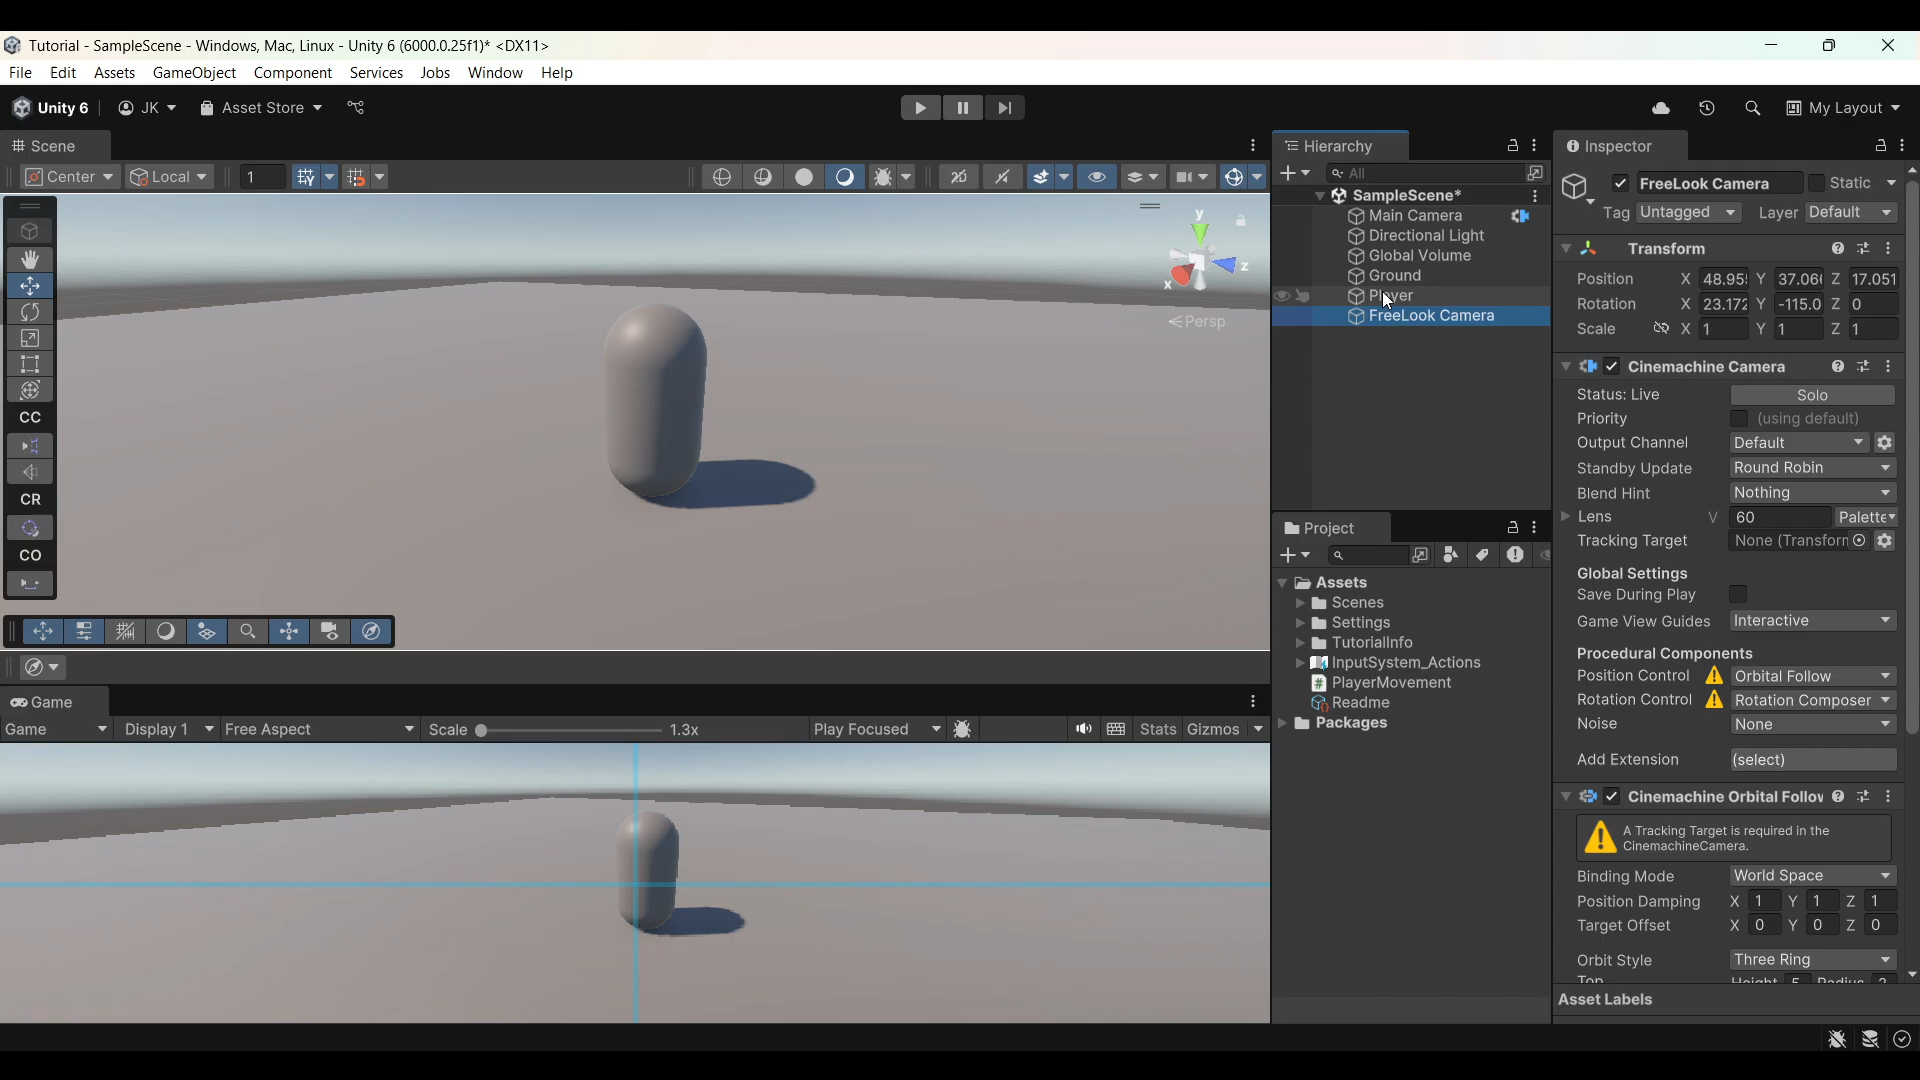 Tutorial - SampleScene - Windows, Mac, Linux - Unity 6 (6000.0.25f1)* <DX11>
File Edit Assets GameObject Component Services Jobs Window Help
Unity 6 JK Asset Store My Layout
Scene
Center Local 1
CC
CR
CO
y
z
x
Persp
Game
Game Display 1 Free Aspect Scale 1.3x Play Focused Stats Gizmos
Hierarchy
All
SampleScene*
Main Camera
Directional Light
Global Volume
Ground
Player
FreeLook Camera
Project
Assets
Scenes
Settings
TutorialInfo
InputSystem_Actions
PlayerMovement
Readme
Packages
Inspector
FreeLook Camera Static
Tag Untagged Layer Default
Transform
Position X 48.95 Y 37.06 Z 17.051
Rotation X 23.172 Y -115.0 Z 0
Scale X 1 Y 1 Z 1
Cinemachine Camera
Status: Live Solo
Priority (using default)
Output Channel Default
Standby Update Round Robin
Blend Hint Nothing
Lens V 60 Palette
Tracking Target None (Transform
Global Settings
Save During Play
Game View Guides Interactive
Procedural Components
Position Control Orbital Follow
Rotation Control Rotation Composer
Noise None
Add Extension (select)
Cinemachine Orbital Follow
A Tracking Target is required in the
CinemachineCamera.
Binding Mode World Space
Position Damping X 1 Y 1 Z 1
Target Offset X 0 Y 0 Z 0
Orbit Style Three Ring
Asset Labels